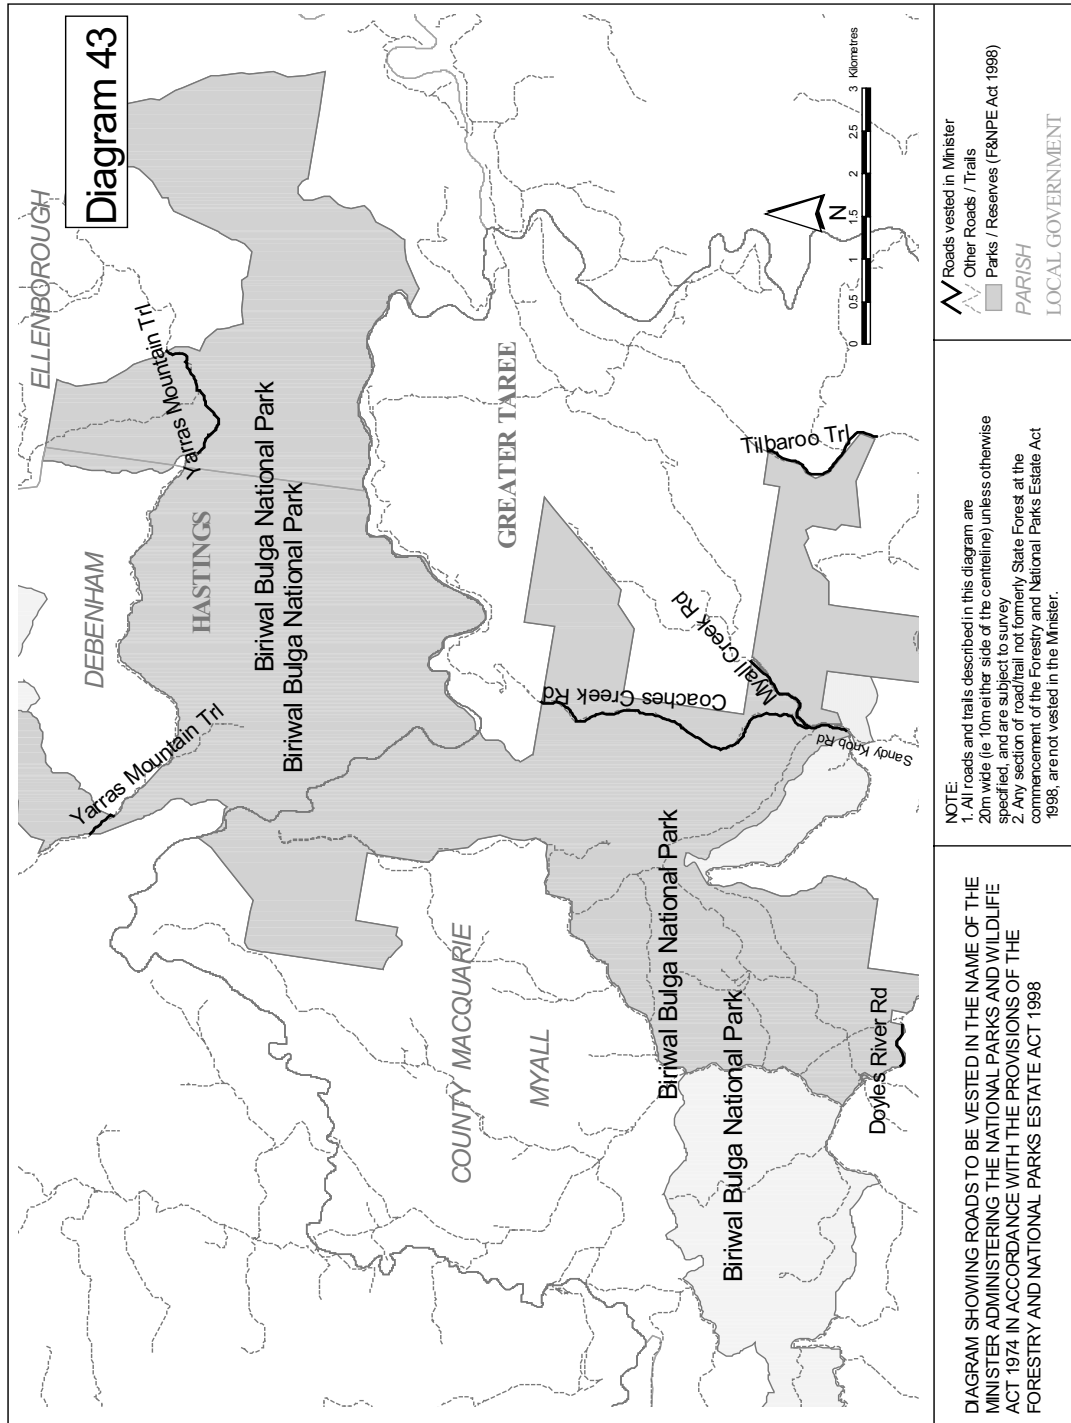 Diagram 43
ELLENBOROUGH
Yarras Mountain Trl
DEBENHAM
HASTINGS
Biriwal Bulga National Park
Biriwal Bulga National Park
Yarras Mountain Trl
GREATER TAREE
Tilbaroo Trl
Myall Creek Rd
Coaches Creek Rd
Sandy Knob Rd
COUNTY MACQUARIE
MYALL
Biriwal Bulga National Park
Biriwal Bulga National Park
Doyles River Rd
N
0 0.5 1 1.5 2 2.5 3 Kilometres
DIAGRAM SHOWING ROADS TO BE VESTED IN THE NAME OF THE
MINISTER ADMINISTERING THE NATIONAL PARKS AND WILDLIFE
ACT 1974 IN ACCORDANCE WITH THE PROVISIONS OF THE
FORESTRY AND NATIONAL PARKS ESTATE ACT 1998
NOTE:
1. All roads and trails described in this diagram are
20m wide (ie 10m either side of the centreline) unless otherwise
specified, and are subject to survey
2. Any section of road/trail not formerly State Forest at the
commencement of the Forestry and National Parks Estate Act
1998, are not vested in the Minister.
Roads vested in Minister
Other Roads / Trails
Parks / Reserves (F&NPE Act 1998)
PARISH
LOCAL GOVERNMENT